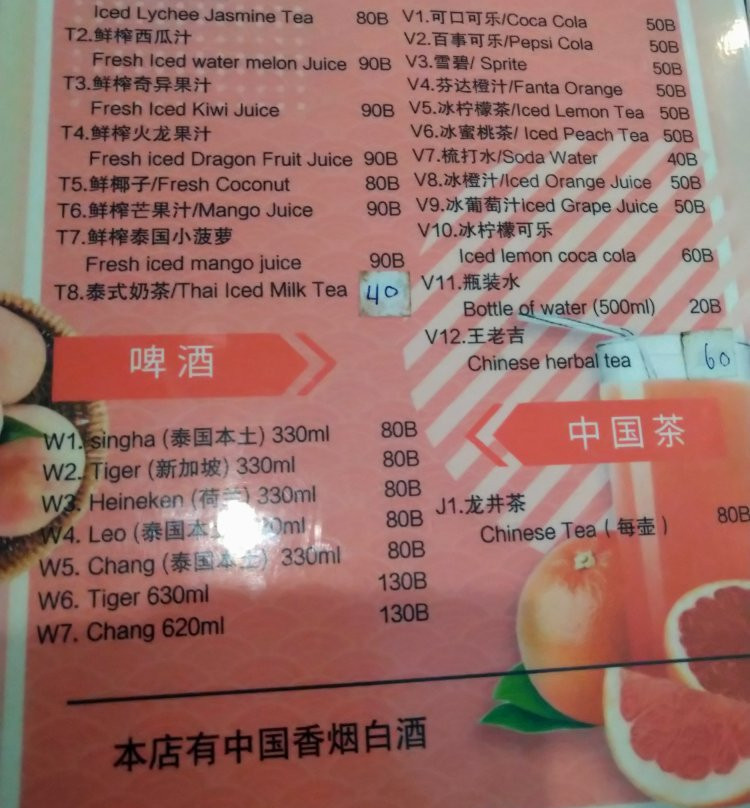 Iced Lychee Jasmine Tea 80B
T2.鲜榨西瓜汁
Fresh Iced water melon Juice 90B
T3.鲜榨奇异果汁
Fresh Iced Kiwi Juice 90B
T4.鲜榨火龙果汁
Fresh iced Dragon Fruit Juice 90B
T5.鲜椰子/Fresh Coconut 80B
T6.鲜榨芒果汁/Mango Juice 90B
T7.鲜榨泰国小菠萝
Fresh iced mango juice 90B
T8.泰式奶茶/Thai Iced Milk Tea 40
啤酒
W1. singha (泰国本土) 330ml 80B
W2. Tiger (新加坡) 330ml 80B
W3. Heineken (荷兰) 330ml 80B
W4. Leo (泰国本 80B
W5. Chang (泰国本土) 330ml 80B
W6. Tiger 630ml 130B
W7. Chang 620ml 130B
V1.可口可乐/Coca Cola 50B
V2.百事可乐/Pepsi Cola 50B
V3.雪碧/ Sprite 50B
V4.芬达橙汁/Fanta Orange 50B
V5.冰柠檬茶/Iced Lemon Tea 50B
V6.冰蜜桃茶/ Iced Peach Tea 50B
V7.梳打水/Soda Water 40B
V8.冰橙汁/Iced Orange Juice 50B
V9.冰葡萄汁Iced Grape Juice 50B
V10.冰柠檬可乐
Iced lemon coca cola 60B
V11.瓶装水
Bottle of water (500ml) 20B
V12.王老吉
Chinese herbal tea 60
中国茶
J1.龙井茶
Chinese Tea ( 每壶 ) 80B
本店有中国香烟白酒